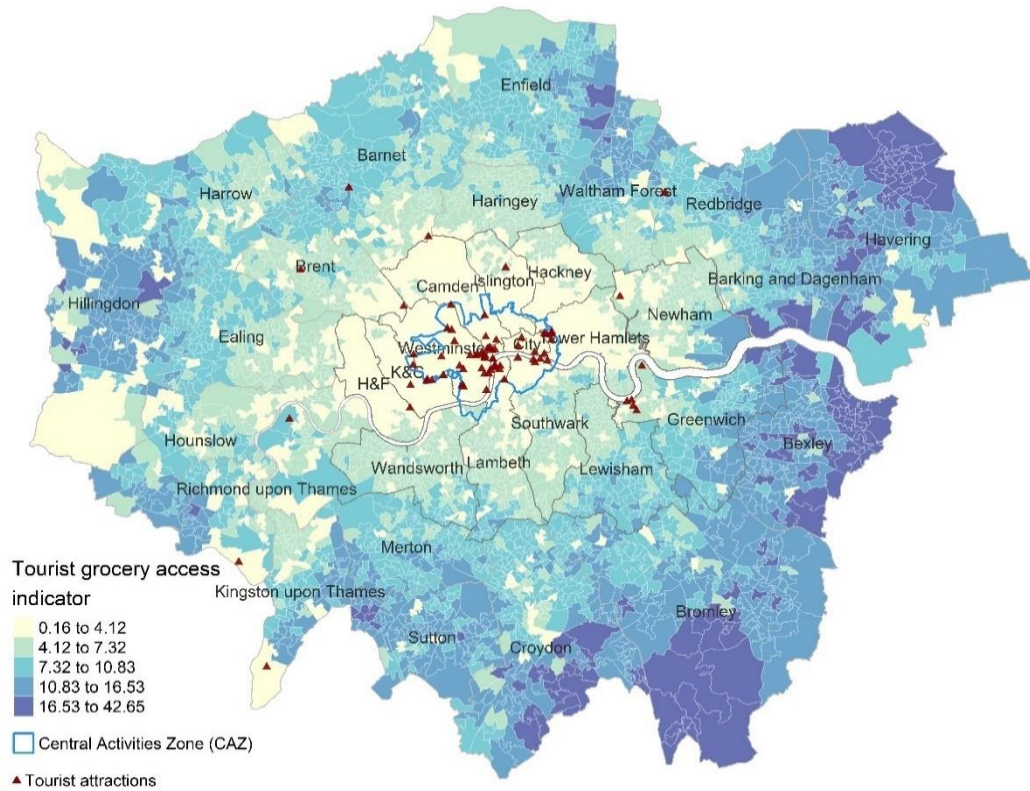 Enfield
Barnet
Harrow
Haringey
Waltham Forest
Redbridge
Havering
Brent
Hackney
Islington
Camden
Barking and Dagenham
Hillingdon
Newham
Ealing
Westminster
City
Tower Hamlets
K&C
H&F
Southwark
Greenwich
Hounslow
Bexley
Wandsworth
Lambeth
Lewisham
Richmond upon Thames
Merton
Kingston upon Thames
Bromley
Sutton
Croydon
Tourist grocery access
indicator
0.16 to 4.12
4.12 to 7.32
7.32 to 10.83
10.83 to 16.53
16.53 to 42.65
Central Activities Zone (CAZ)
Tourist attractions